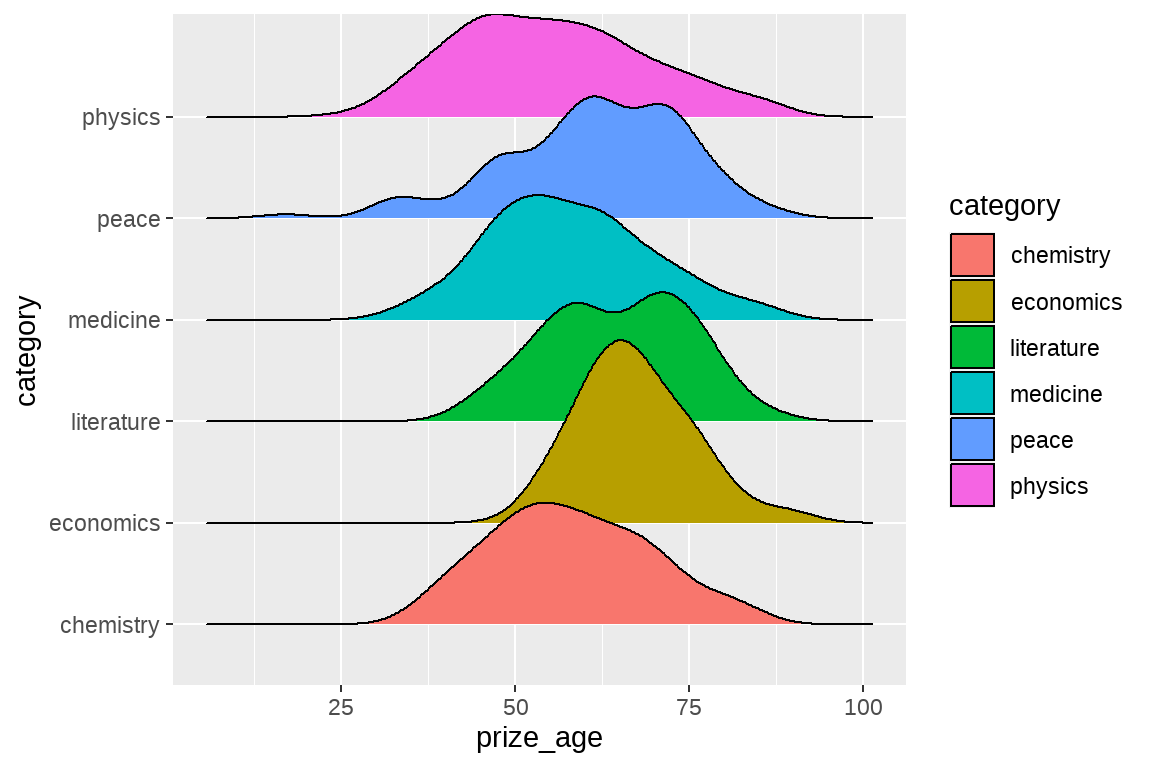 category
physics
peace
medicine
literature
economics
chemistry
25 50 75 100
prize_age
category
chemistry
economics
literature
medicine
peace
physics